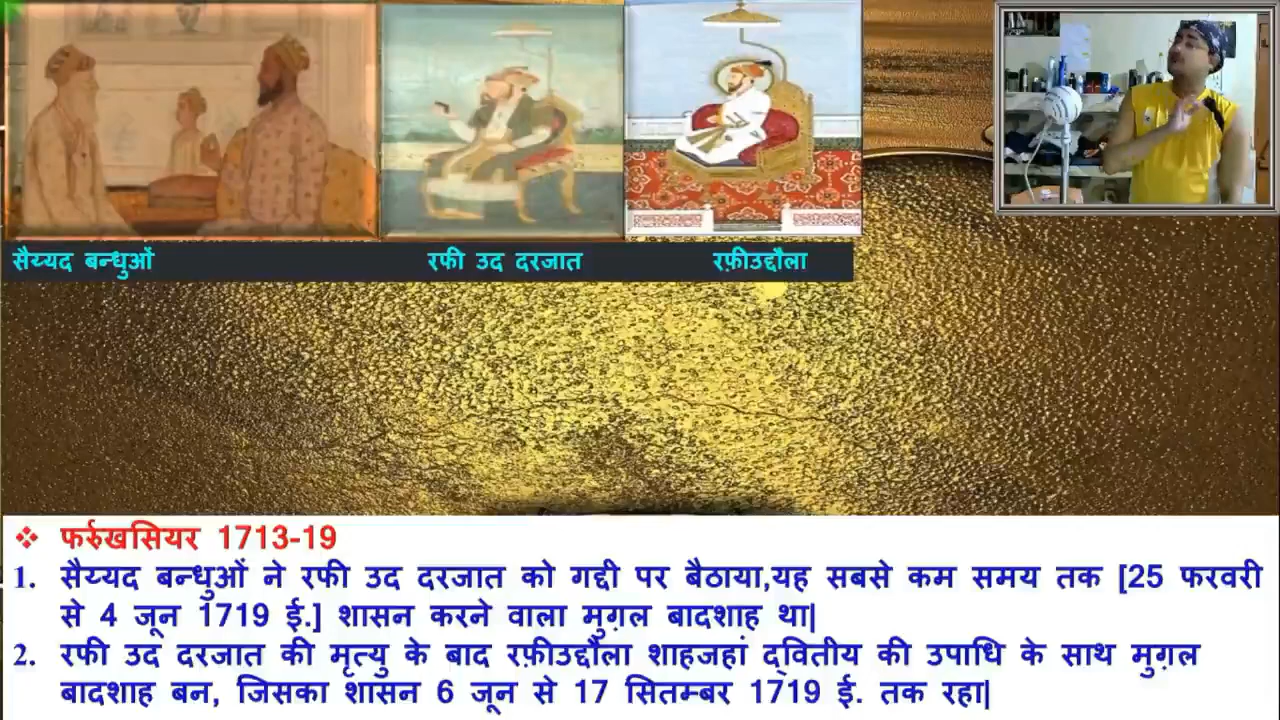 सैय्यद बन्धुओं
रफी उद दरजात
रफ़ीउद्दौला
❖ फर्रुखसियर 1713-19
1. सैय्यद बन्धुओं ने रफी उद दरजात को गद्दी पर बैठाया,यह सबसे कम समय तक [25 फरवरी
से 4 जून 1719 ई.] शासन करने वाला मुग़ल बादशाह था|
2. रफी उद दरजात की मृत्यु के बाद रफ़ीउद्दौला शाहजहां द्वितीय की उपाधि के साथ मुग़ल
बादशाह बन, जिसका शासन 6 जून से 17 सितम्बर 1719 ई. तक रहा|